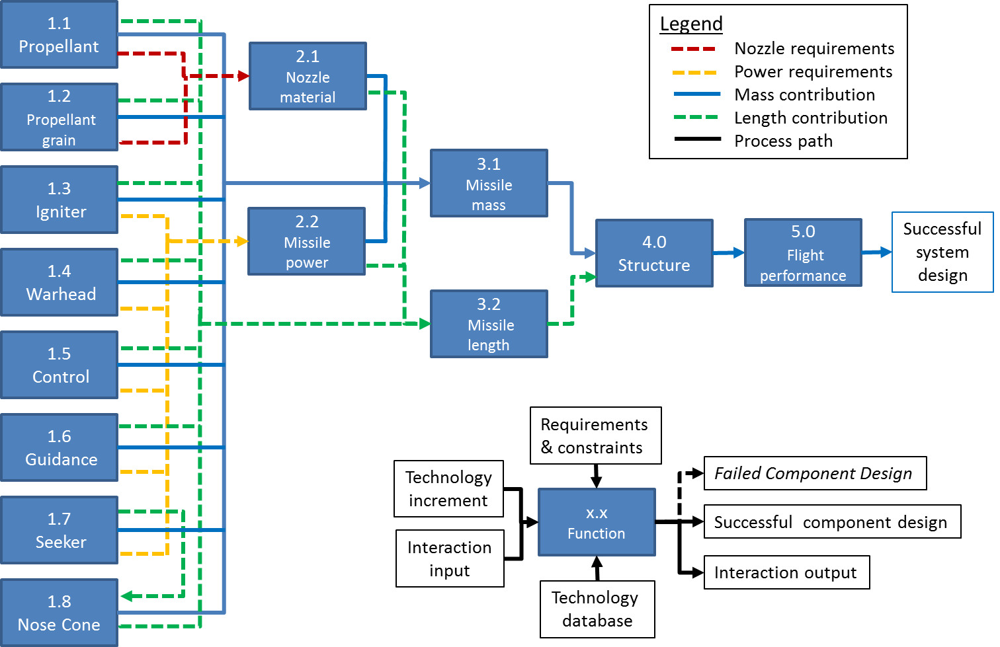 1.1
Propellant
1.2
Propellant
grain
1.3
Igniter
1.4
Warhead
1.5
Control
1.6
Guidance
1.7
Seeker
1.8
Nose Cone
2.1
Nozzle
material
2.2
Missile
power
3.1
Missile
mass
3.2
Missile
length
4.0
Structure
5.0
Flight
performance
Successful
system
design
Legend
Nozzle requirements
Power requirements
Mass contribution
Length contribution
Process path
Requirements
& constraints
Technology
increment
Interaction
input
x.x
Function
Technology
database
Failed Component Design
Successful component design
Interaction output